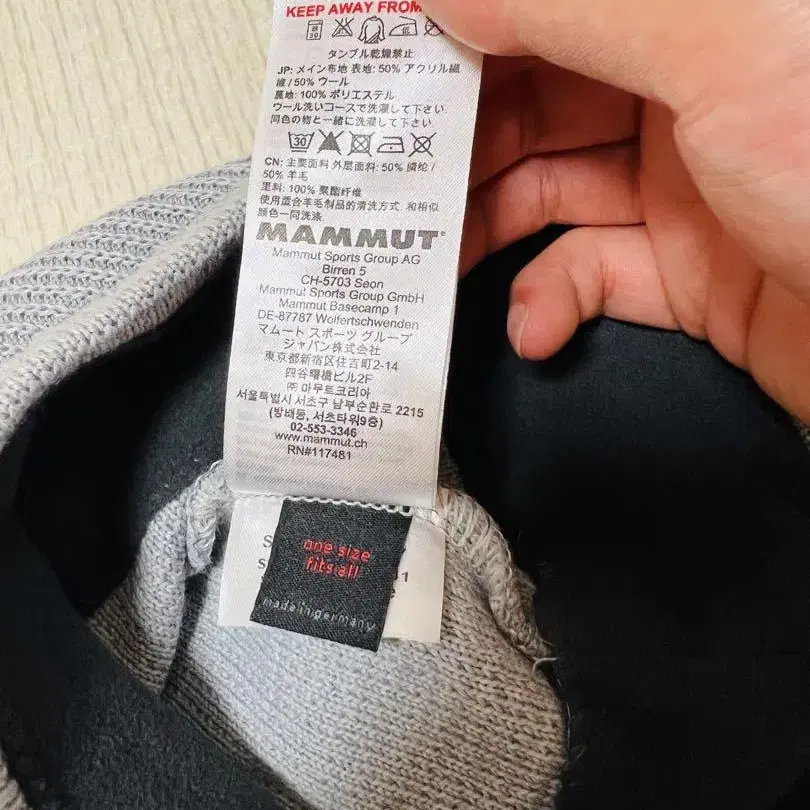 KEEP AWAY FROM
タンブル乾燥禁止
JP: メイン布地 表地: 50% アクリル繊
維 / 50% ウール
裏地: 100% ポリエステル
ウール洗いコースで洗濯して下さい.
同色の物と一緒に洗濯して下さい.
30
CN: 主要面料 外层面料: 50% 腈纶 /
50% 羊毛
里料: 100% 聚酯纤维
使用适合羊毛制品的清洗方式. 和相似
颜色一同洗涤.
MAMMUT
Mammut Sports Group AG
Birren 5
CH-5703 Seon
Mammut Sports Group GmbH
Mammut Basecamp 1
DE-87787 Wolfertschwenden
マムート スポーツ グループ
ジャパン株式会社
東京都新宿区住吉町2-14
四谷曙橋ビル2F
㈜ 마무트코리아
서울특별시 서초구 남부순환로 2215
(방배동, 서츠타워9층)
02-553-3346
www.mammut.ch
RN#117481
one size
fits all
made in germany